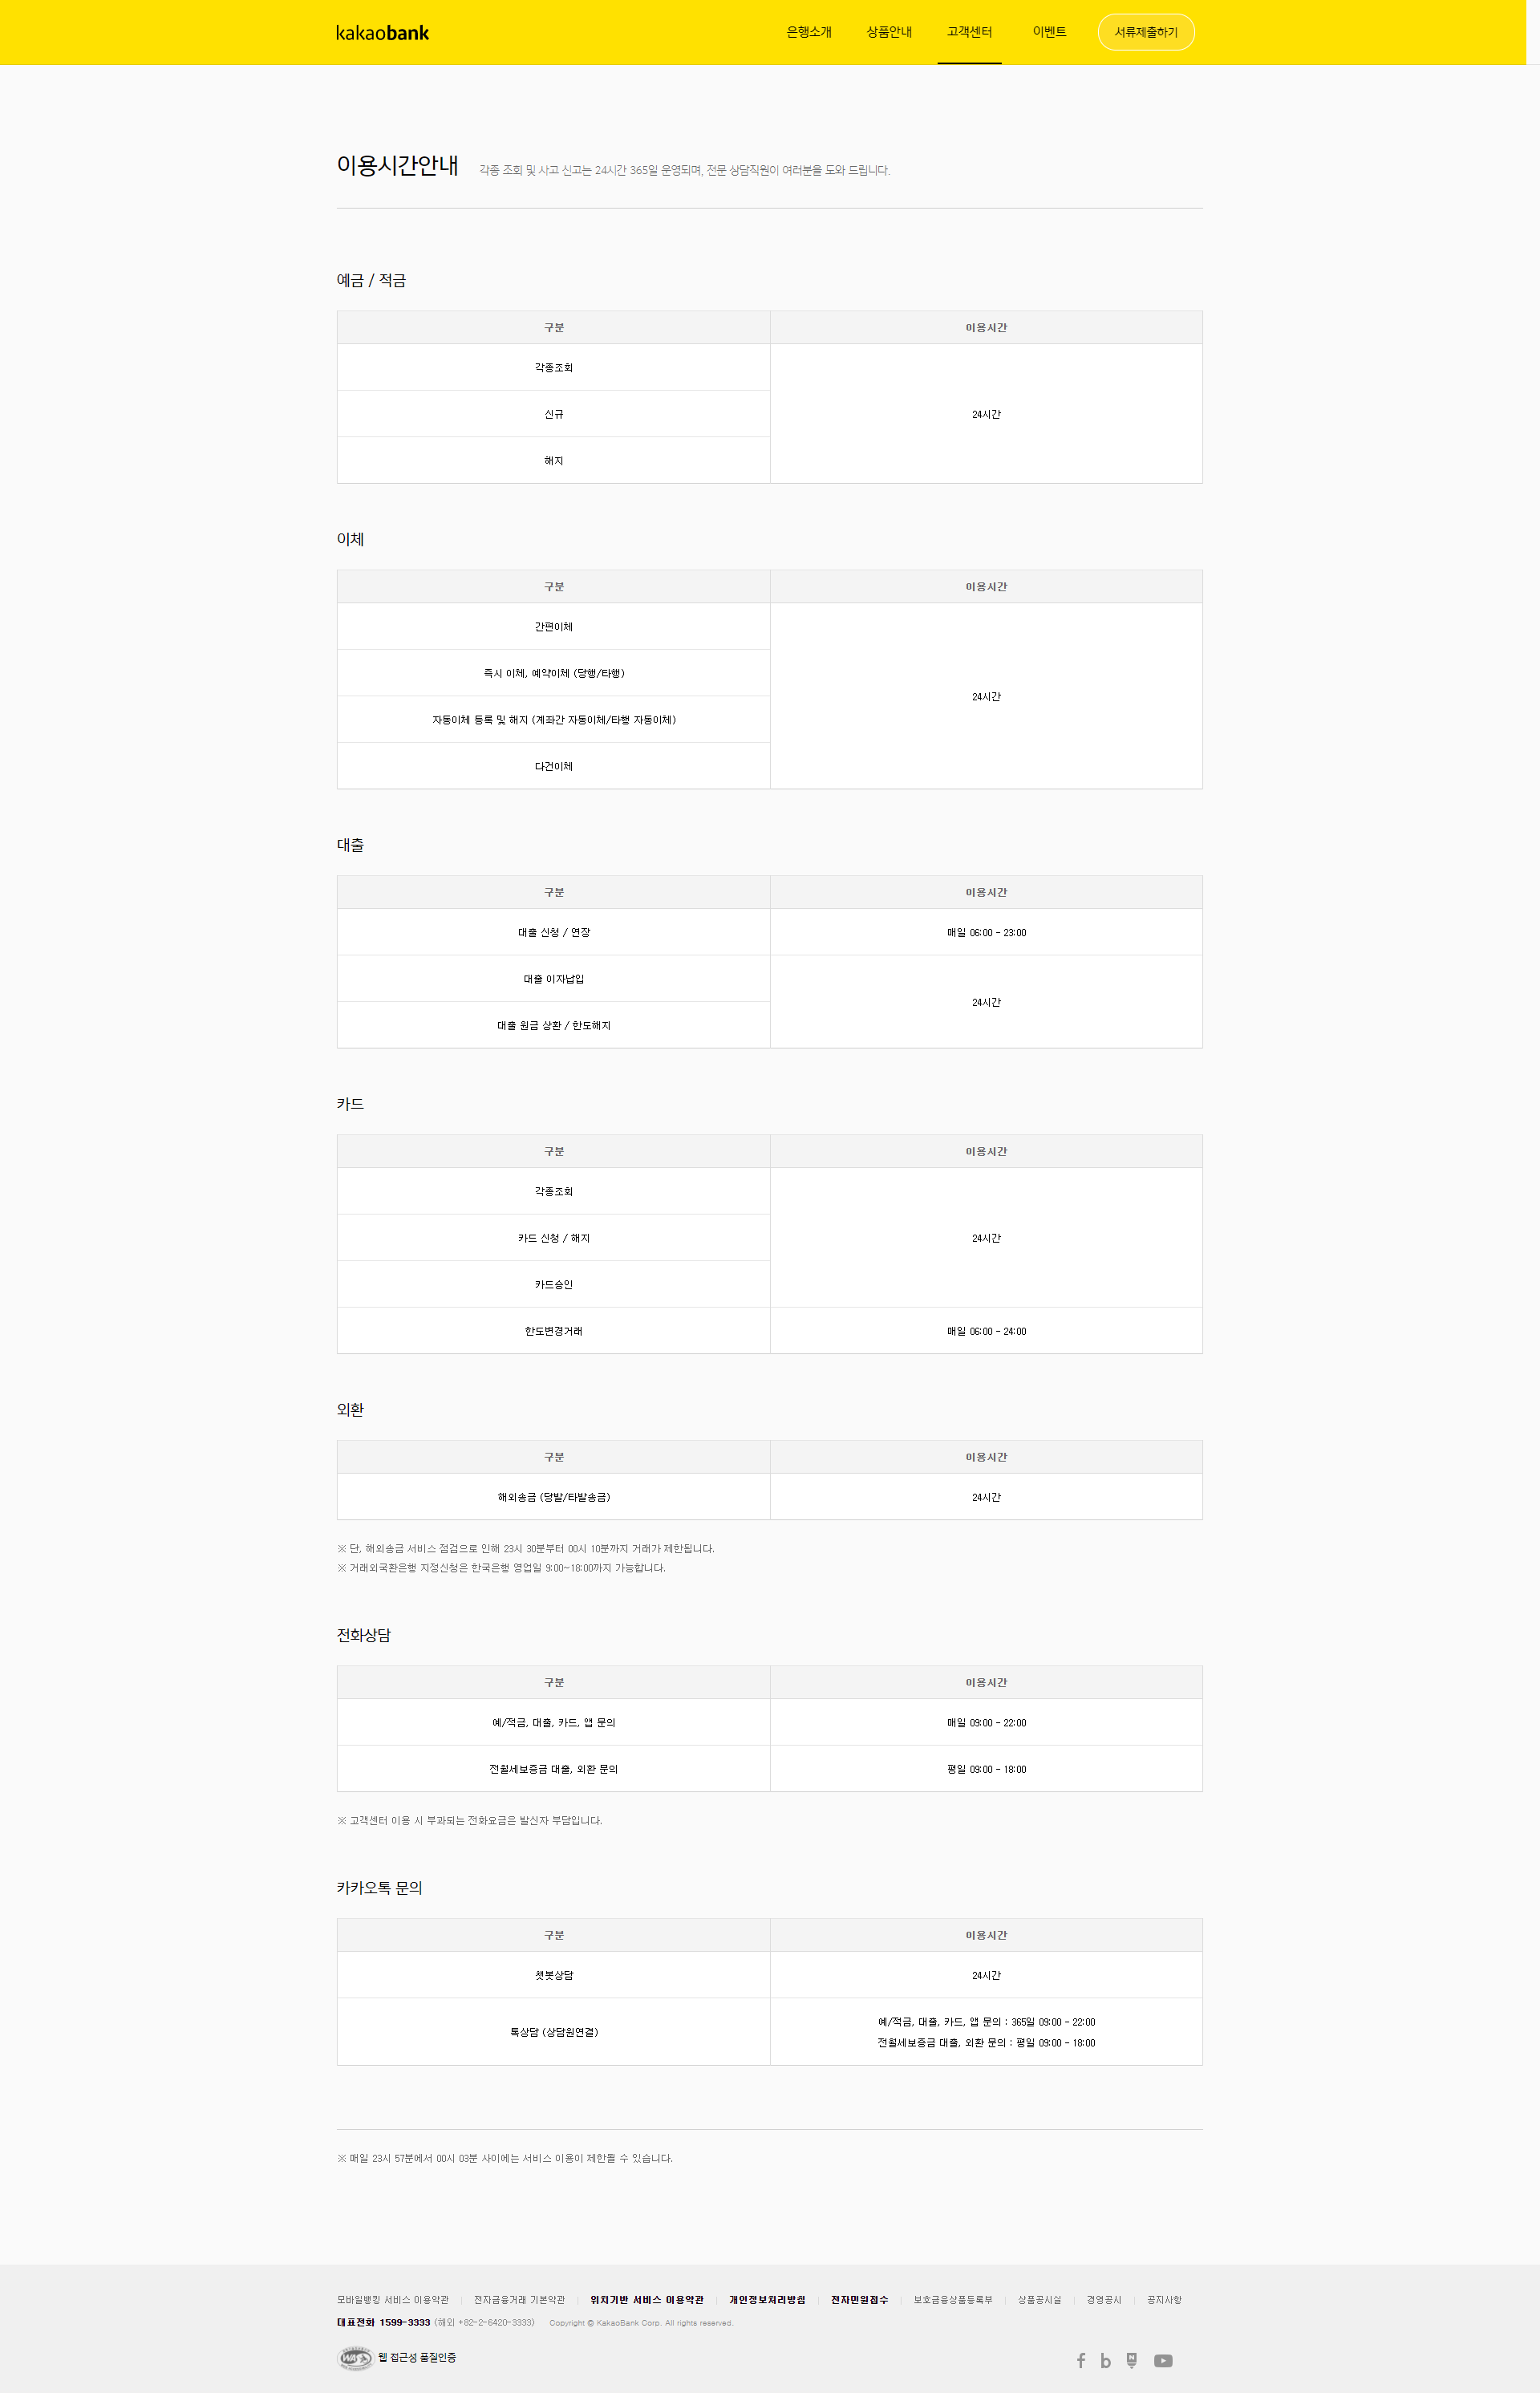 kakaobank
은행소개 상품안내 고객센터 이벤트 서류제출하기
이용시간안내 각종 조회 및 사고 신고는 24시간 365일 운영되며, 전문 상담직원이 여러분을 도와 드립니다.
예금 / 적금
구분 이용시간
각종조회
신규 24시간
해지
이체
구분 이용시간
간편이체
즉시 이체, 예약이체 (당행/타행)
24시간
자동이체 등록 및 해지 (계좌간 자동이체/타행 자동이체)
다건이체
대출
구분 이용시간
대출 신청 / 연장 매일 06:00 - 23:00
대출 이자납입
24시간
대출 원금 상환 / 한도해지
카드
구분 이용시간
각종조회
카드 신청 / 해지 24시간
카드승인
한도변경거래 매일 06:00 - 24:00
외환
구분 이용시간
해외송금 (당발/타발송금) 24시간
※ 단, 해외송금 서비스 점검으로 인해 23시 30분부터 00시 10분까지 거래가 제한됩니다.
※ 거래외국환은행 지정신청은 한국은행 영업일 9:00~18:00까지 가능합니다.
전화상담
구분 이용시간
예/적금, 대출, 카드, 앱 문의 매일 09:00 - 22:00
전월세보증금 대출, 외환 문의 평일 09:00 - 18:00
※ 고객센터 이용 시 부과되는 전화요금은 발신자 부담입니다.
카카오톡 문의
구분 이용시간
챗봇상담 24시간
예/적금, 대출, 카드, 앱 문의 : 365일 09:00 - 22:00
톡상담 (상담원연결)
전월세보증금 대출, 외환 문의 : 평일 09:00 - 18:00
※ 매일 23시 57분에서 00시 03분 사이에는 서비스 이용이 제한될 수 있습니다.
모바일뱅킹 서비스 이용약관 전자금융거래 기본약관 위치기반 서비스 이용약관 개인정보처리방침 전자민원접수 보호금융상품등록부 상품공시실 경영공시 공지사항
대표전화 1599-3333 (해외 +82-2-6420-3333) Copyright © KakaoBank Corp. All rights reserved.
WA 웹 접근성 품질인증